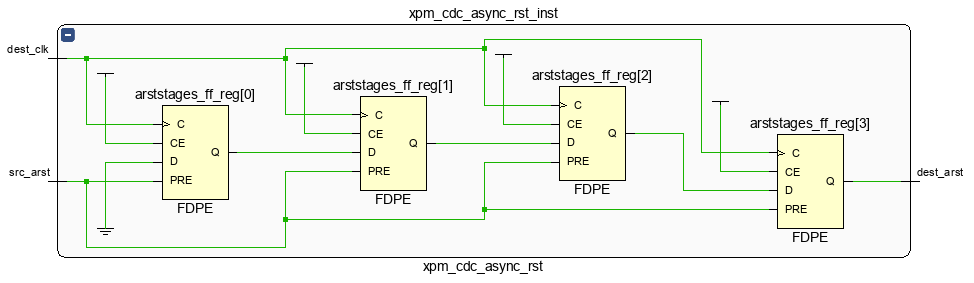 xpm_cdc_async_rst_inst
dest_clk
src_arst
arststages_ff_reg[0]
C
CE
D
PRE
Q
FDPE
arststages_ff_reg[1]
C
CE
D
PRE
Q
FDPE
arststages_ff_reg[2]
C
CE
D
PRE
Q
FDPE
arststages_ff_reg[3]
C
CE
D
PRE
Q
FDPE
dest_arst
xpm_cdc_async_rst